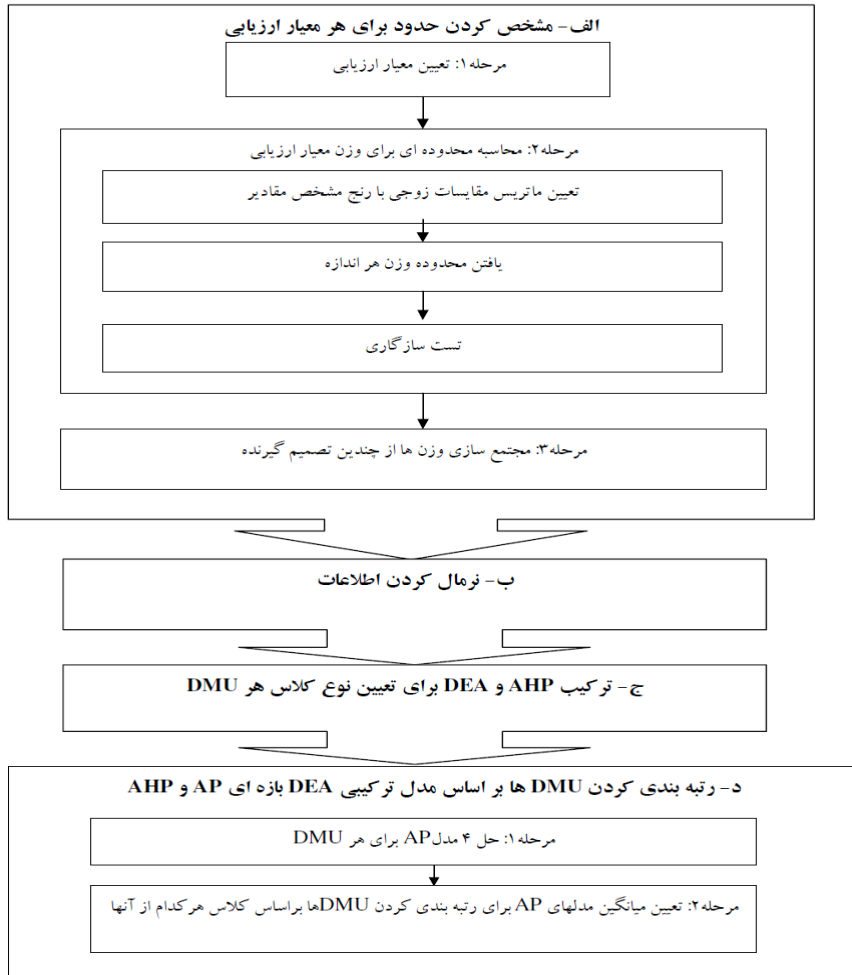 الف- مشخص کردن حدود برای هر معیار ارزیابی
مرحله۱: تعیین معیار ارزیابی
مرحله۲: محاسبه محدوده ای برای وزن معیار ارزیابی
تعیین ماتریس مقایسات زوجی با رنج مشخص مقادیر
یافتن محدوده وزن هر اندازه
تست سازگاری
مرحله۳: مجتمع سازی وزن ها از چندین تصمیم گیرنده
ب- نرمال کردن اطلاعات
ج- ترکیب AHP و DEA برای تعیین نوع کلاس هر DMU
د- رتبه بندی کردن DMU ها بر اساس مدل ترکیبی DEA بازه ای AP و AHP
مرحله۱: حل ۴ مدلAP برای هر DMU
مرحله۲: تعیین میانگین مدلهای AP برای رتبه بندی کردن DMUها براساس کلاس هرکدام از آنها